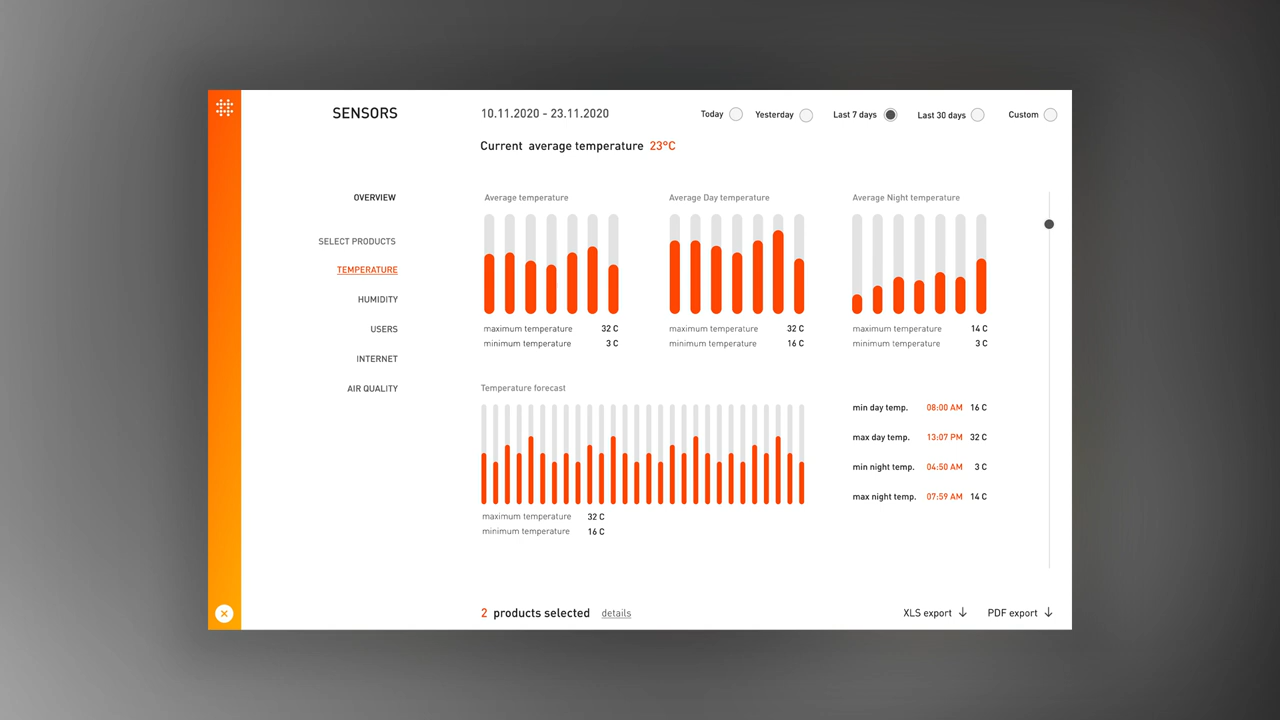 SENSORS
10.11.2020 - 23.11.2020
Today
Yesterday
Last 7 days
Last 30 days
Custom
Current average temperature 23°C
OVERVIEW
SELECT PRODUCTS
TEMPERATURE
HUMIDITY
USERS
INTERNET
AIR QUALITY
Average temperature
maximum temperature 32 C
minimum temperature 3 C
Average Day temperature
maximum temperature 32 C
minimum temperature 16 C
Average Night temperature
maximum temperature 14 C
minimum temperature 3 C
Temperature forecast
maximum temperature 32 C
minimum temperature 16 C
min day temp. 08:00 AM 16 C
max day temp. 13:07 PM 32 C
min night temp. 04:50 AM 3 C
max night temp. 07:59 AM 14 C
2 products selected details
XLS export
PDF export